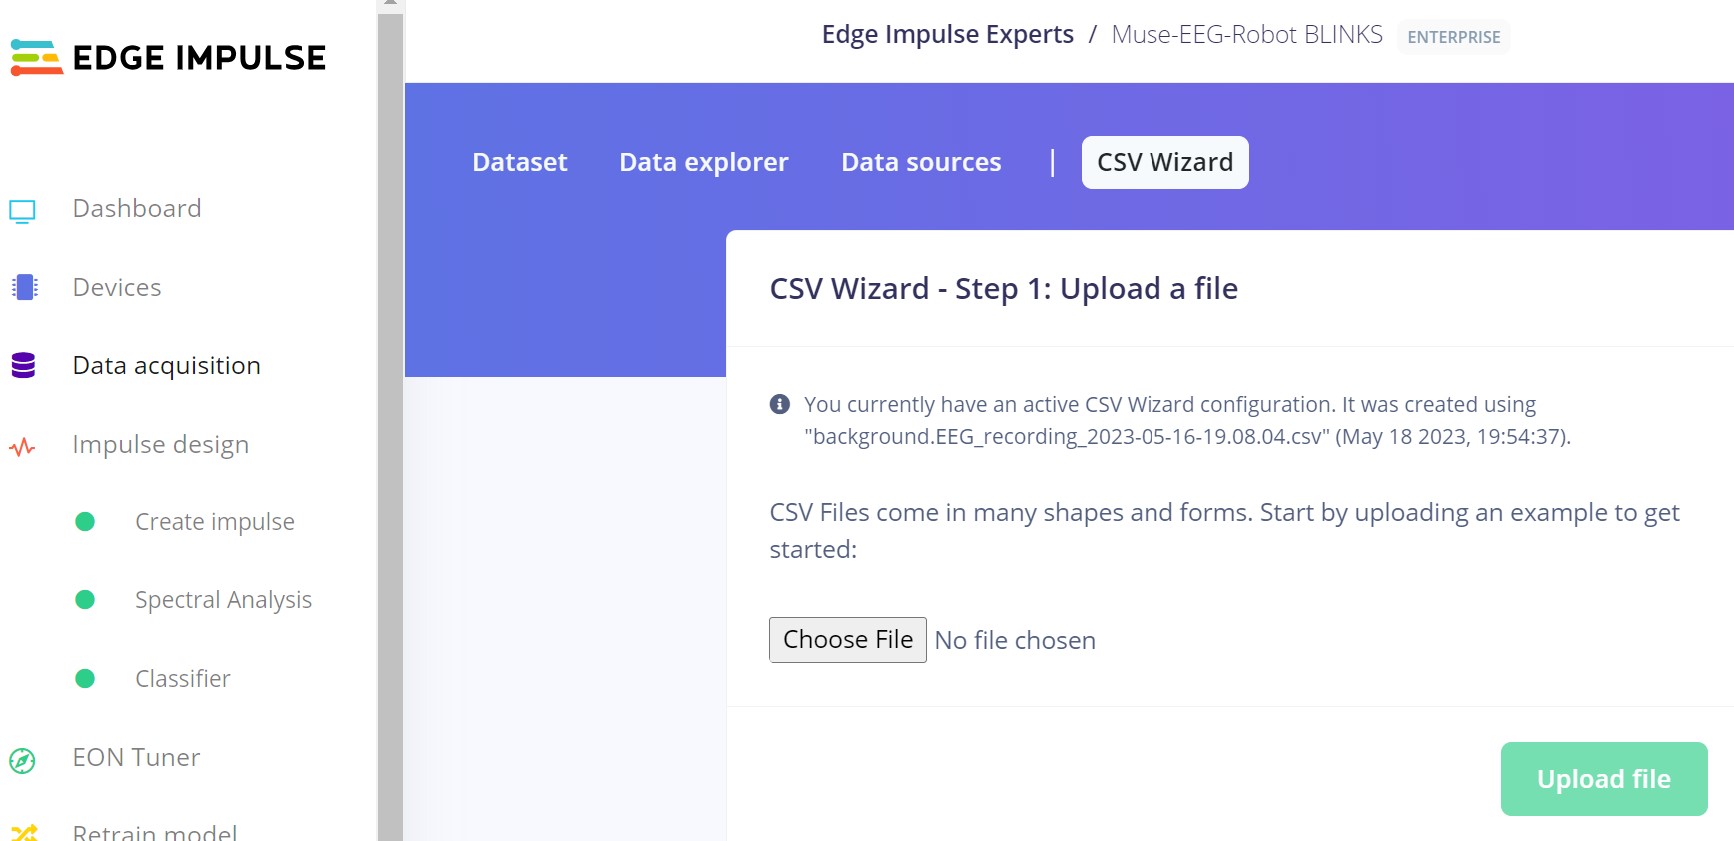 EDGE IMPULSE
Edge Impulse Experts / Muse-EEG-Robot BLINKS ENTERPRISE
Dashboard
Devices
Data acquisition
Impulse design
Create impulse
Spectral Analysis
Classifier
EON Tuner
Retrain model
Dataset Data explorer Data sources | CSV Wizard
CSV Wizard - Step 1: Upload a file
You currently have an active CSV Wizard configuration. It was created using
"background.EEG_recording_2023-05-16-19.08.04.csv" (May 18 2023, 19:54:37).
CSV Files come in many shapes and forms. Start by uploading an example to get
started:
Choose File No file chosen
Upload file